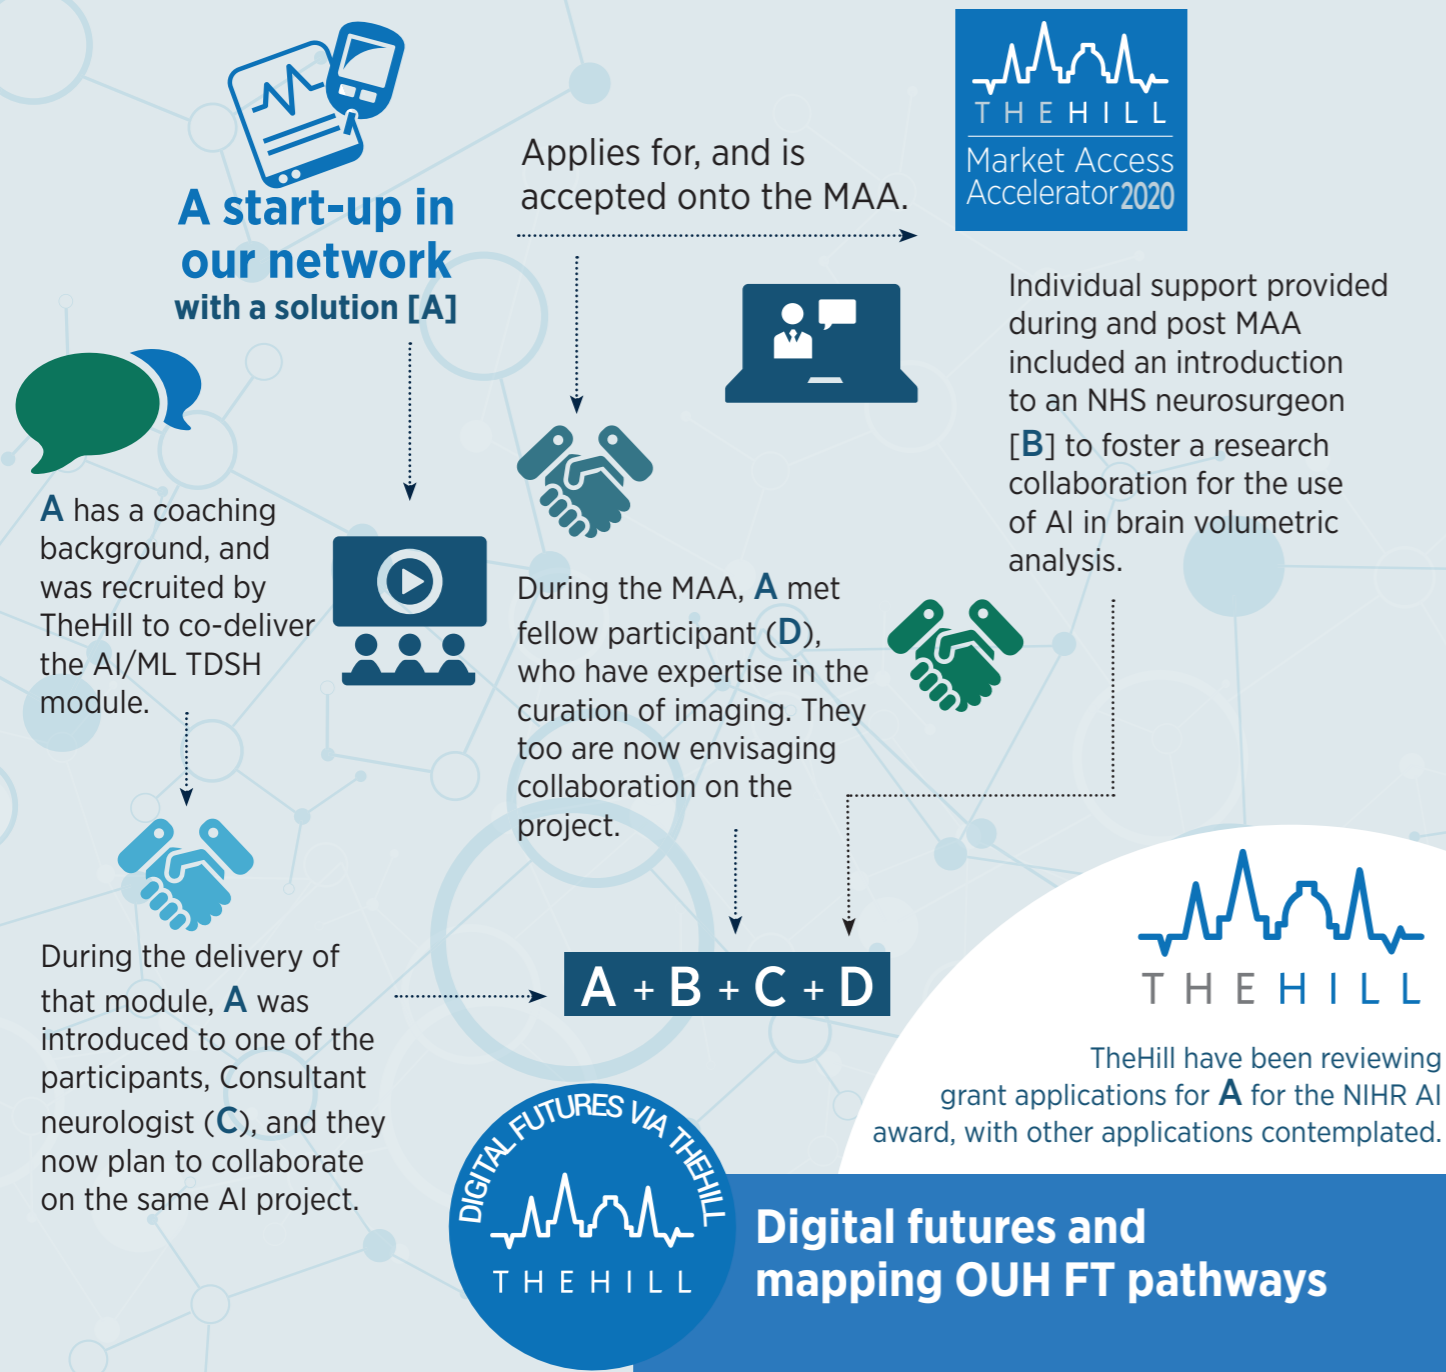 A start-up in
our network
with a solution [A]
Applies for, and is
accepted onto the MAA.
THEHILL
Market Access
Accelerator 2020
Individual support provided
during and post MAA
included an introduction
to an NHS neurosurgeon
[B] to foster a research
collaboration for the use
of AI in brain volumetric
analysis.
A has a coaching
background, and
was recruited by
TheHill to co-deliver
the AI/ML TDSH
module.
During the MAA, A met
fellow participant (D),
who have expertise in the
curation of imaging. They
too are now envisaging
collaboration on the
project.
During the delivery of
that module, A was
introduced to one of the
participants, Consultant
neurologist (C), and they
now plan to collaborate
on the same AI project.
A + B + C + D
THEHILL
TheHill have been reviewing
grant applications for A for the NIHR AI
award, with other applications contemplated.
DIGITAL FUTURES VIA THEHILL
THEHILL
Digital futures and
mapping OUH FT pathways